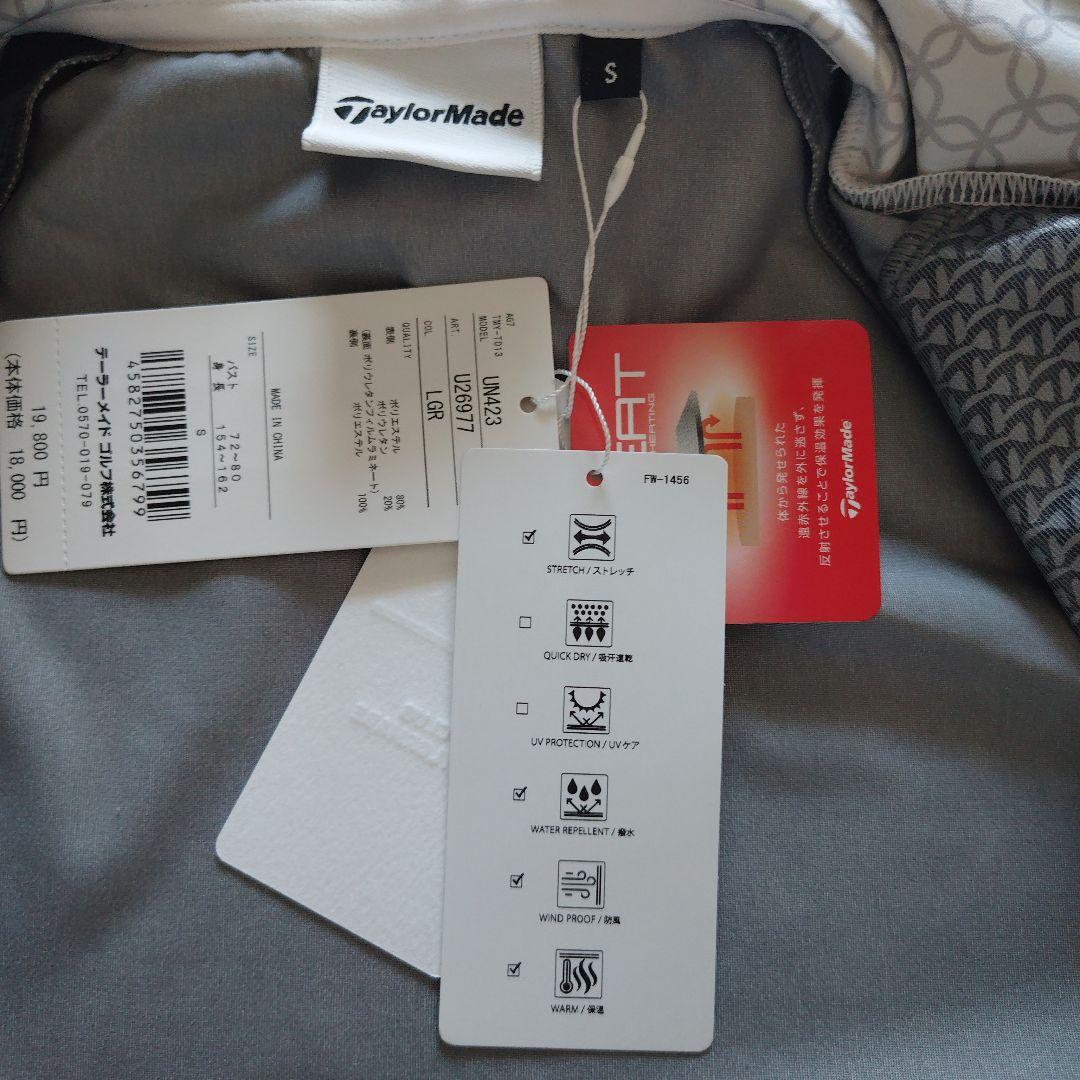 TaylorMade
S
AG7
TMY-TD13
MODEL UN423
ART. U26977
COL LGR
QUALITY
表側 ポリエステル 80%
ポリウレタン 20%
(裏面 ポリウレタンフィルムラミネート)
裏側 ポリエステル 100%
MADE IN CHINA
SIZE
バスト 72~80
身長 154~162
S
4582750356799
テーラーメイド ゴルフ株式会社
TEL.0570-019-079
19,800 円
(本体価格 18,000 円)
EAT
HEATING
体から発せられた
遠赤外線を外に逃さず、
反射させることで保温効果を発揮
TaylorMade
FW-1456
STRETCH / ストレッチ
QUICK DRY / 吸汗速乾
UV PROTECTION / UV ケア
WATER REPELLENT / 撥水
WIND PROOF / 防風
WARM / 保温